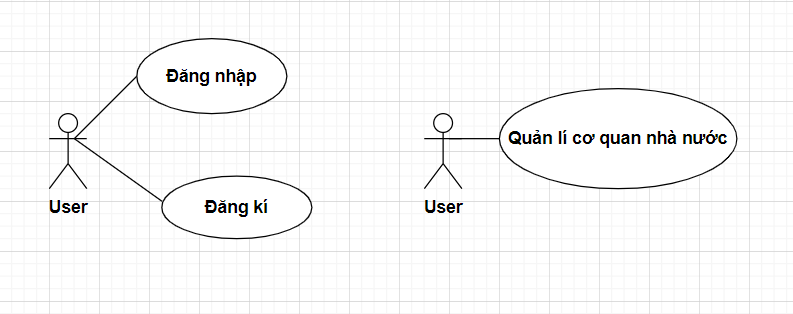 Đăng nhập
Đăng kí
User
Quản lí cơ quan nhà nước
User